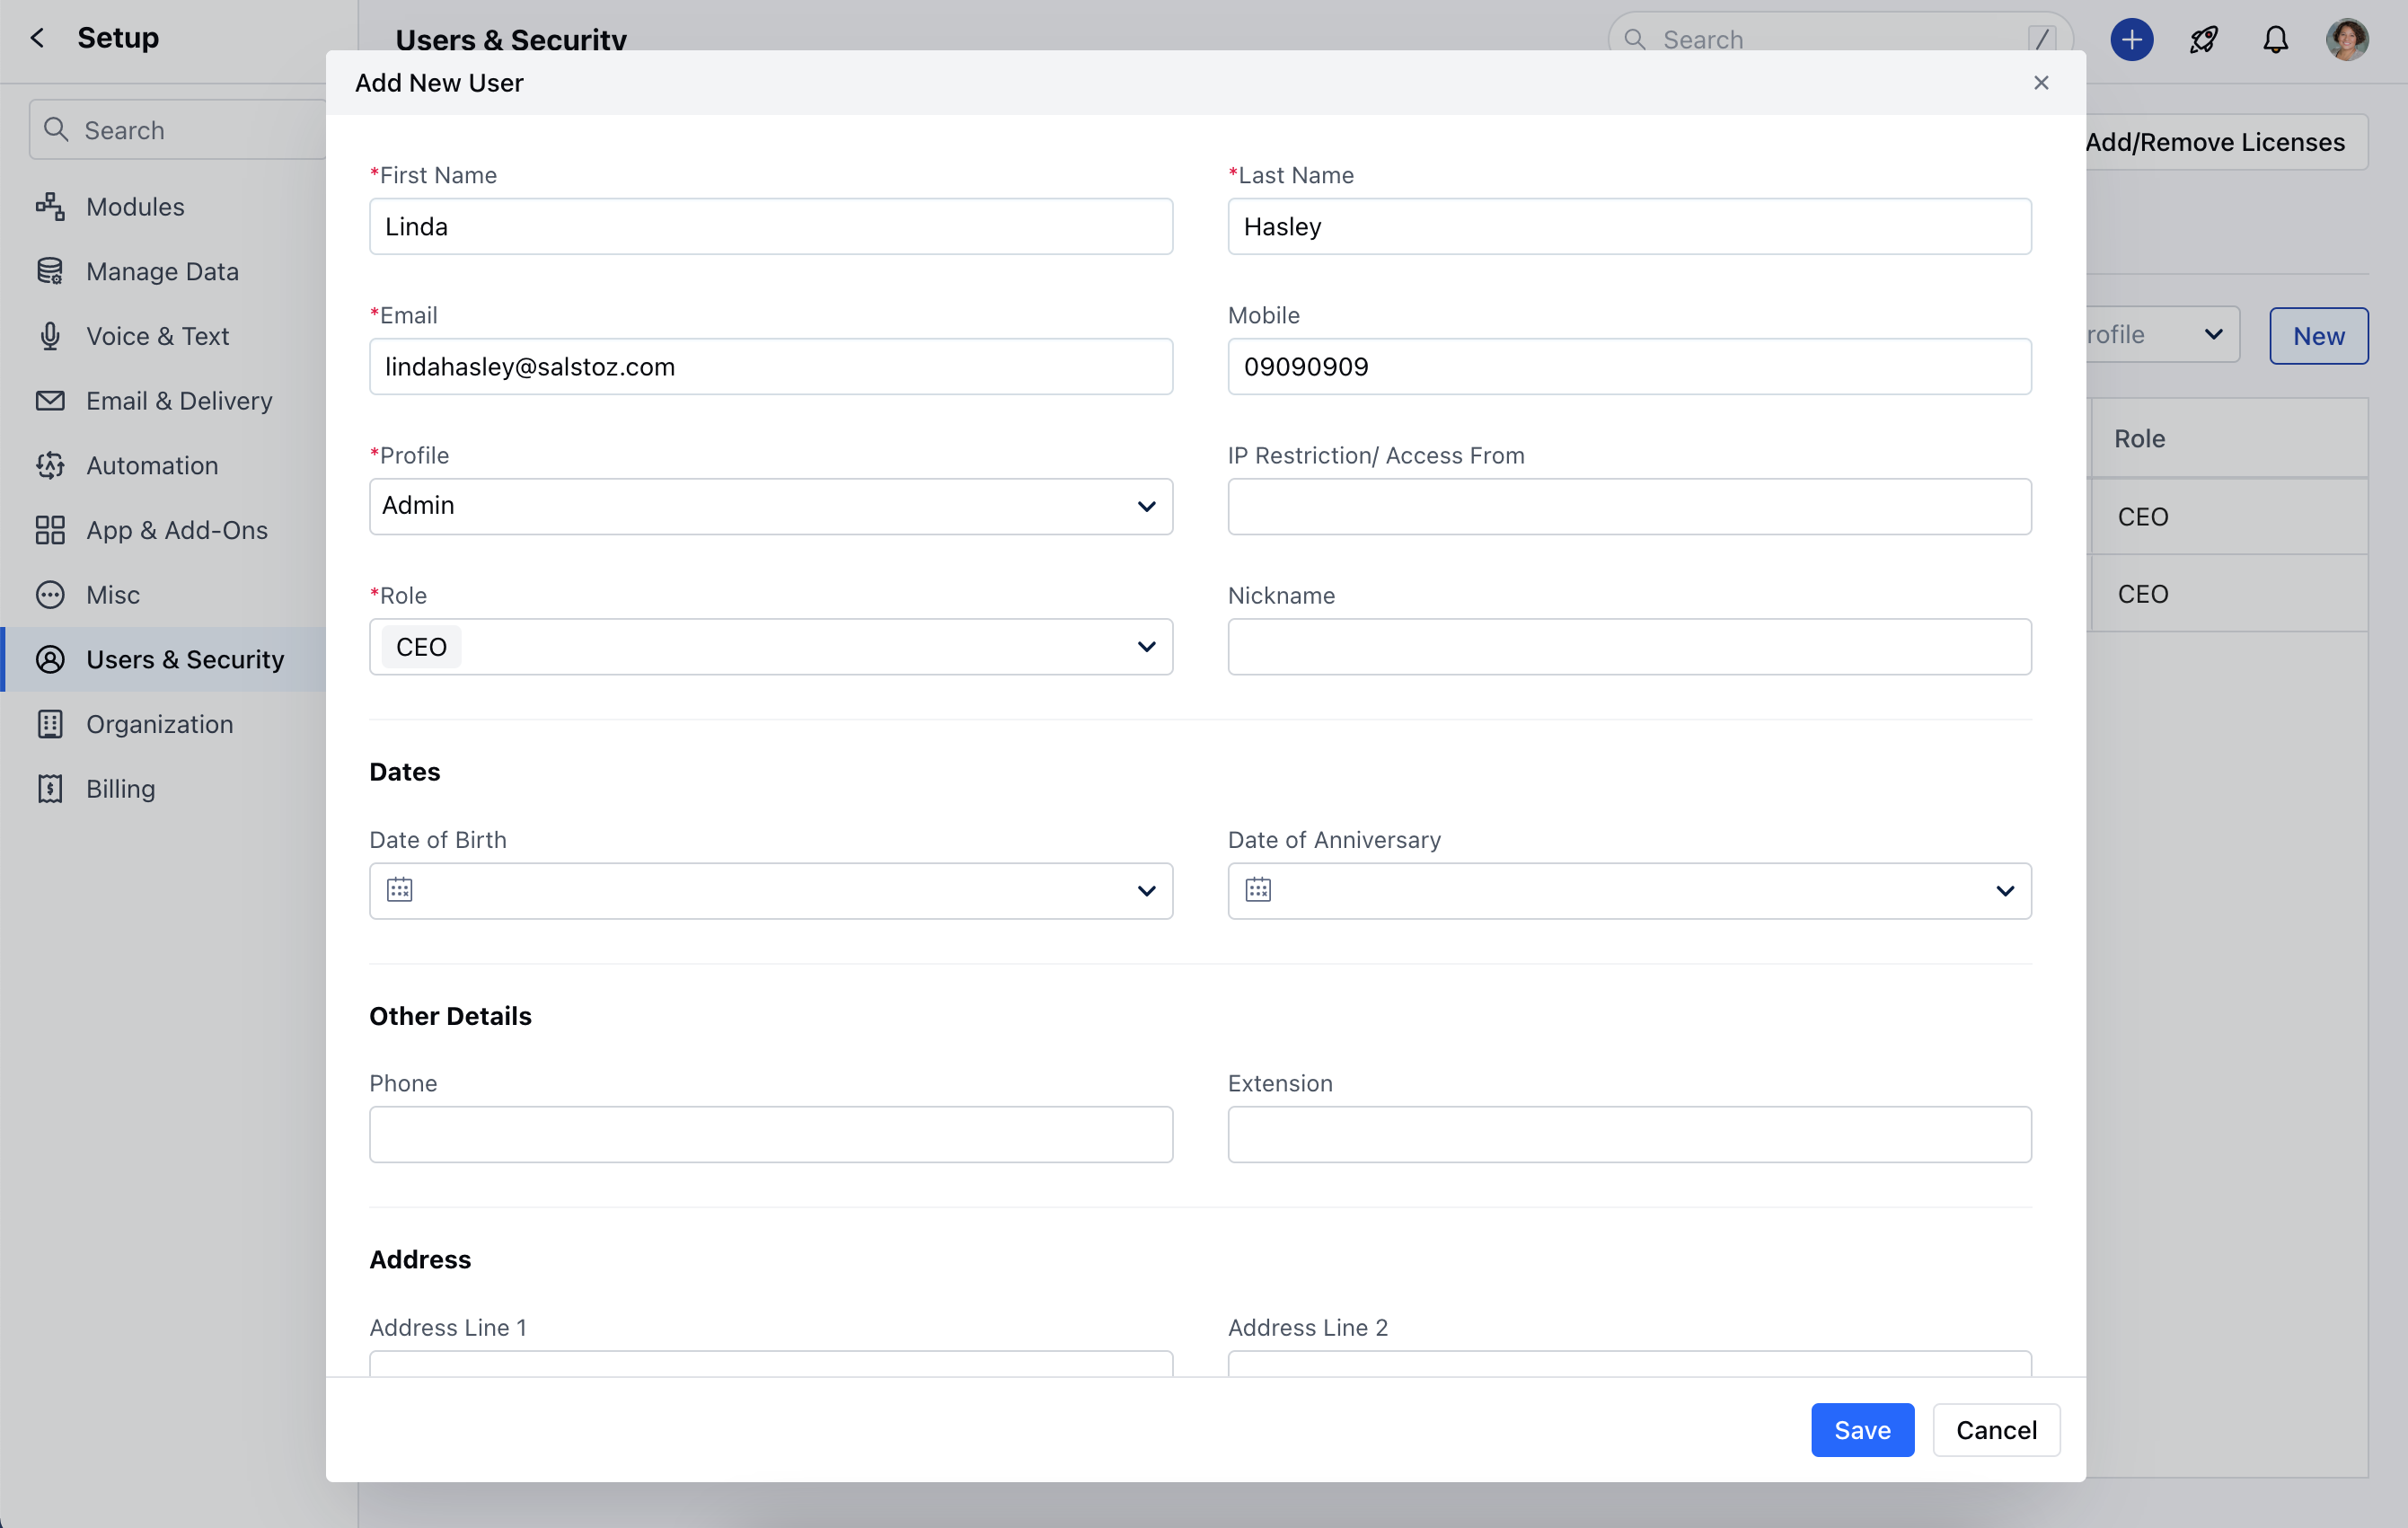 Setup
Users & Security
Search /
Search
Modules
Manage Data
Voice & Text
Email & Delivery
Automation
App & Add-Ons
Misc
Users & Security
Organization
Billing
Add New User
*First Name
Linda
*Last Name
Hasley
*Email
lindahasley@salstoz.com
Mobile
09090909
*Profile
Admin
IP Restriction/ Access From
*Role
CEO
Nickname
Dates
Date of Birth
Date of Anniversary
Other Details
Phone
Extension
Address
Address Line 1
Address Line 2
Save
Cancel
Add/Remove Licenses
rofile
New
Role
CEO
CEO